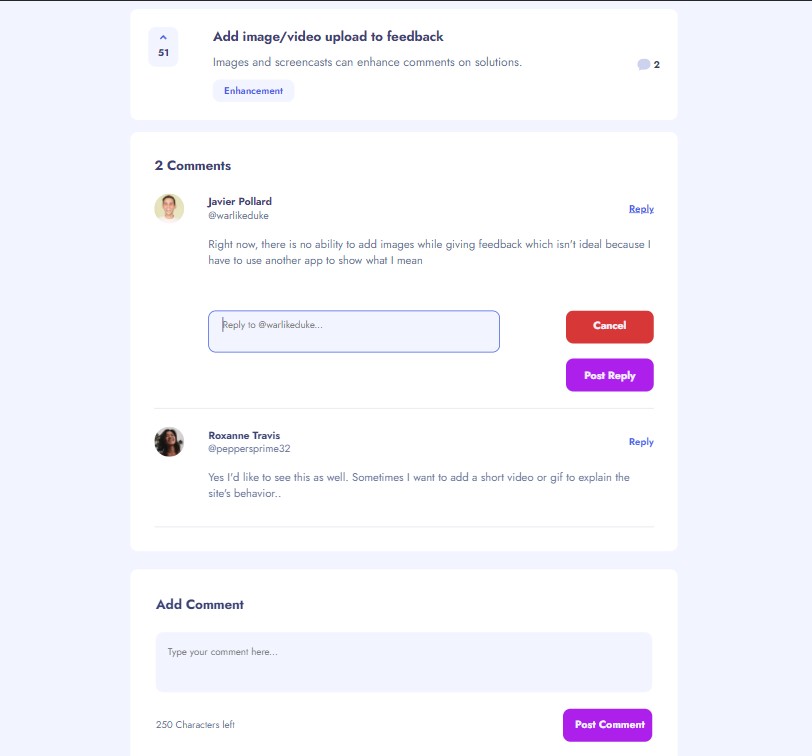 Add image/video upload to feedback
51
Images and screencasts can enhance comments on solutions.
2
Enhancement
2 Comments
Javier Pollard
@warlikeduke
Reply
Right now, there is no ability to add images while giving feedback which isn't ideal because I
have to use another app to show what I mean
Reply to @warlikeduke...
Cancel
Post Reply
Roxanne Travis
@peppersprime32
Reply
Yes I'd like to see this as well. Sometimes I want to add a short video or gif to explain the
site's behavior..
Add Comment
Type your comment here...
250 Characters left
Post Comment